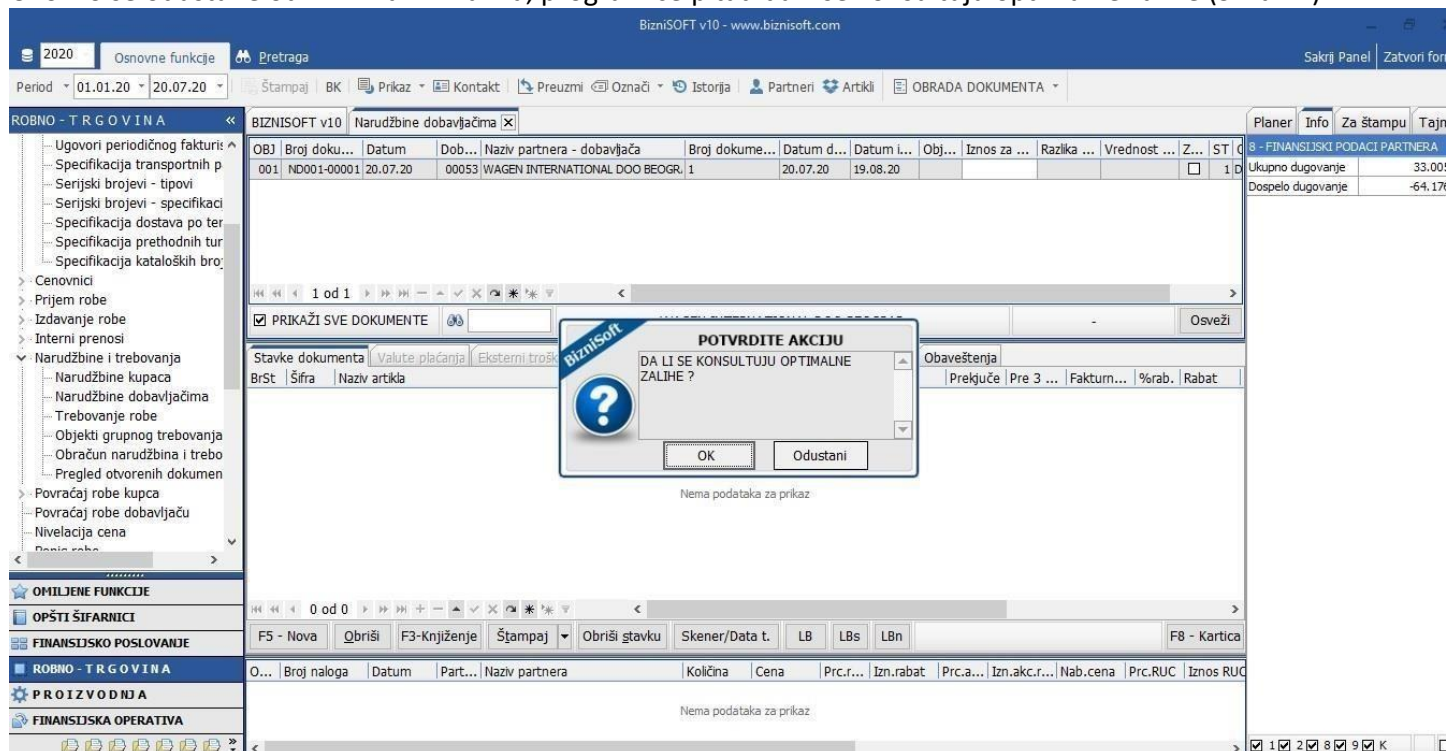 BizniSOFT v10 - www.biznisoft.com
2020 Osnovne funkcije Pretraga Sakrij Panel Zatvori for
Period 01.01.20 20.07.20 Štampaj BK Prikaz Kontakt Preuzmi Označi Istorija Partneri Artikli OBRADA DOKUMENTA
ROBNO - T R G O V I N A «
Ugovori periodičnog fakturis
Specifikacija transportnih p
Serijski brojevi - tipovi
Serijski brojevi - specifikacij
Specifikacija dostava po ter
Specifikacija prethodnih tur
Specifikacija kataloških broj
Cenovnici
Prijem robe
Izdavanje robe
Interni prenosi
Narudžbine i trebovanja
Narudžbine kupaca
Narudžbine dobavljačima
Trebovanje robe
Objekti grupnog trebovanja
Obračun narudžbina i trebo
Pregled otvorenih dokumen
Povraćaj robe kupca
Povraćaj robe dobavljaču
Nivelacija cena
OMILJENE FUNKCIJE
OPŠTI ŠIFARNICI
FINANSIJSKO POSLOVANJE
ROBNO - T R G O V I N A
P R O I Z V O D NJ A
FINANSIJSKA OPERATIVA
BIZNISOFT v10 Narudžbine dobavljačima
OBJ Broj doku... Datum Dob... Naziv partnera - dobavljača Broj dokume... Datum d... Datum i... Obj... Iznos za ... Razlika ... Vrednost ... Z... ST
001 ND001-00001 20.07.20 00053 WAGEN INTERNATIONAL DOO BEOGR. 1 20.07.20 19.08.20 1 D
1 od 1
PRIKAŽI SVE DOKUMENTE - Osveži
Stavke dokumenta Valute plaćanja Eksterni trošk Obaveštenja
BrSt Šifra Naziv artikla Prekjuče Pre 3 ... Fakturn... %rab. Rabat
BizniSoft
POTVRDITE AKCIJU
DA LI SE KONSULTUJU OPTIMALNE
ZALIHE ?
OK Odustani
Nema podataka za prikaz
0 od 0
F5 - Nova Obriši F3-Knjiženje Štampaj Obriši stavku Skener/Data t. LB LBs LBn F8 - Kartica
O... Broj naloga Datum Part... Naziv partnera Količina Cena Prc.r... Izn.rabat Prc.a... Izn.akc.r... Nab.cena Prc.RUC Iznos RUC
Nema podataka za prikaz
Planer Info Za štampu Tajn
8 - FINANSIJSKI PODACI PARTNERA
Ukupno dugovanje 33.005
Dospelo dugovanje -64.176
1 2 8 9 K